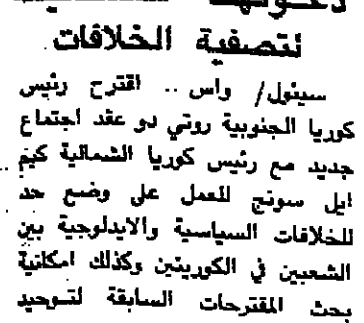 لتصفية الخلافات
سيئول/ واس .. اقترح رئيس
كوريا الجنوبية روتي دو عقد اجتماع
جديد مع رئيس كوريا الشمالية كيم
ايل سونج للعمل على وضع حد
للخلافات السياسية والايدلوجية بين
الشعبين في الكوريتين وكذلك امكانية
بحث المقترحات السابقة لتوحيد